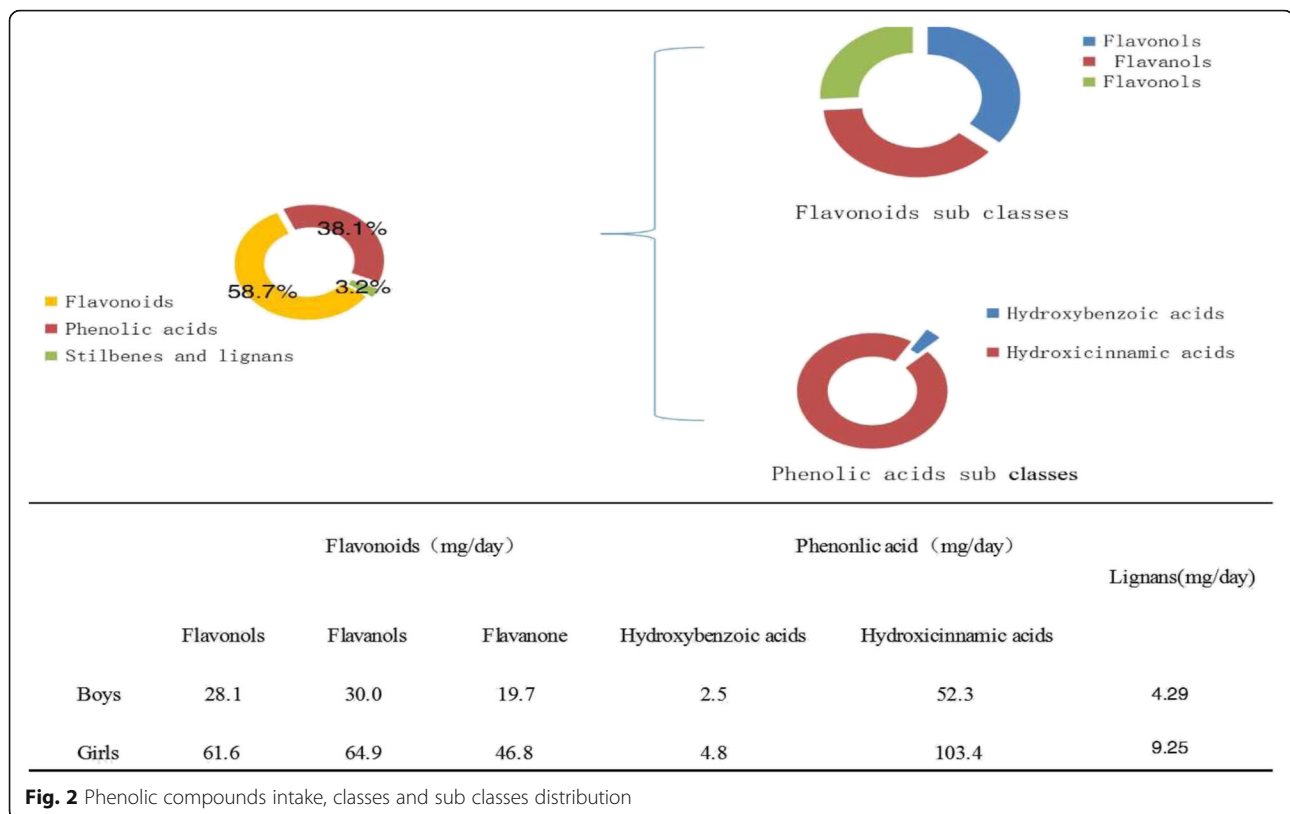 Flavonols
Flavanols
Flavonols
Flavonoids sub classes
38.1%
58.7%
3.2%
Flavonoids
Phenolic acids
Stilbenes and lignans
Hydroxybenzoic acids
Hydroxicinnamic acids
Phenolic acids sub classes
Flavonoids（mg/day） Phenonlic acid（mg/day） Lignans(mg/day)
Flavonols Flavanols Flavanone Hydroxybenzoic acids Hydroxicinnamic acids
Boys 28.1 30.0 19.7 2.5 52.3 4.29
Girls 61.6 64.9 46.8 4.8 103.4 9.25
Fig. 2 Phenolic compounds intake, classes and sub classes distribution